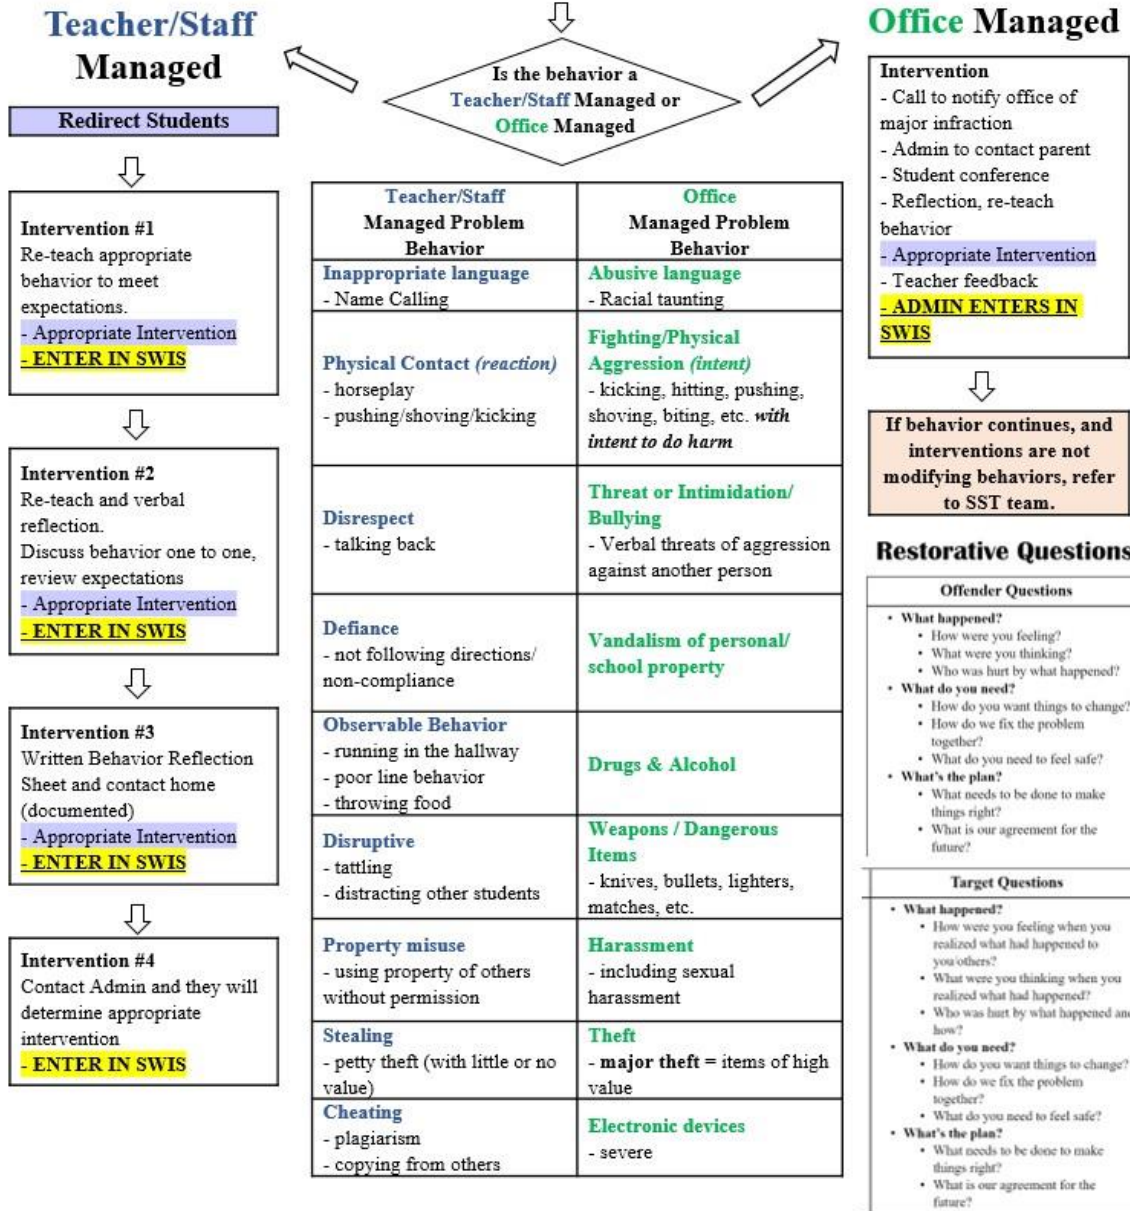 Teacher/Staff
Managed
Redirect Students
Intervention #1
Re-teach appropriate
behavior to meet
expectations.
- Appropriate Intervention
- ENTER IN SWIS
Intervention #2
Re-teach and verbal
reflection.
Discuss behavior one to one,
review expectations
- Appropriate Intervention
- ENTER IN SWIS
Intervention #3
Written Behavior Reflection
Sheet and contact home
(documented)
- Appropriate Intervention
- ENTER IN SWIS
Intervention #4
Contact Admin and they will
determine appropriate
intervention
- ENTER IN SWIS
Is the behavior a
Teacher/Staff Managed or
Office Managed
Teacher/Staff
Managed Problem
Behavior
Office
Managed Problem
Behavior
Inappropriate language
- Name Calling
Abusive language
- Racial taunting
Physical Contact (reaction)
- horseplay
- pushing/shoving/kicking
Fighting/Physical
Aggression (intent)
- kicking, hitting, pushing,
shoving, biting, etc. with
intent to do harm
Disrespect
- talking back
Threat or Intimidation/
Bullying
- Verbal threats of aggression
against another person
Defiance
- not following directions/
non-compliance
Vandalism of personal/
school property
Observable Behavior
- running in the hallway
- poor line behavior
- throwing food
Drugs & Alcohol
Disruptive
- tattling
- distracting other students
Weapons / Dangerous
Items
- knives, bullets, lighters,
matches, etc.
Property misuse
- using property of others
without permission
Harassment
- including sexual
harassment
Stealing
- petty theft (with little or no
value)
Theft
- major theft = items of high
value
Cheating
- plagiarism
- copying from others
Electronic devices
- severe
Office Managed
Intervention
- Call to notify office of
major infraction
- Admin to contact parent
- Student conference
- Reflection, re-teach
behavior
- Appropriate Intervention
- Teacher feedback
- ADMIN ENTERS IN
SWIS
If behavior continues, and
interventions are not
modifying behaviors, refer
to SST team.
Restorative Questions
Offender Questions
• What happened?
• How were you feeling?
• What were you thinking?
• Who was hurt by what happened?
• What do you need?
• How do you want things to change?
• How do we fix the problem
together?
• What do you need to feel safe?
• What's the plan?
• What needs to be done to make
things right?
• What is our agreement for the
future?
Target Questions
• What happened?
• How were you feeling when you
realized what had happened to
you/others?
• What were you thinking when you
realized what had happened?
• Who was hurt by what happened and
how?
• What do you need?
• How do you want things to change?
• How do we fix the problem
together?
• What do you need to feel safe?
• What's the plan?
• What needs to be done to make
things right?
• What is our agreement for the
future?